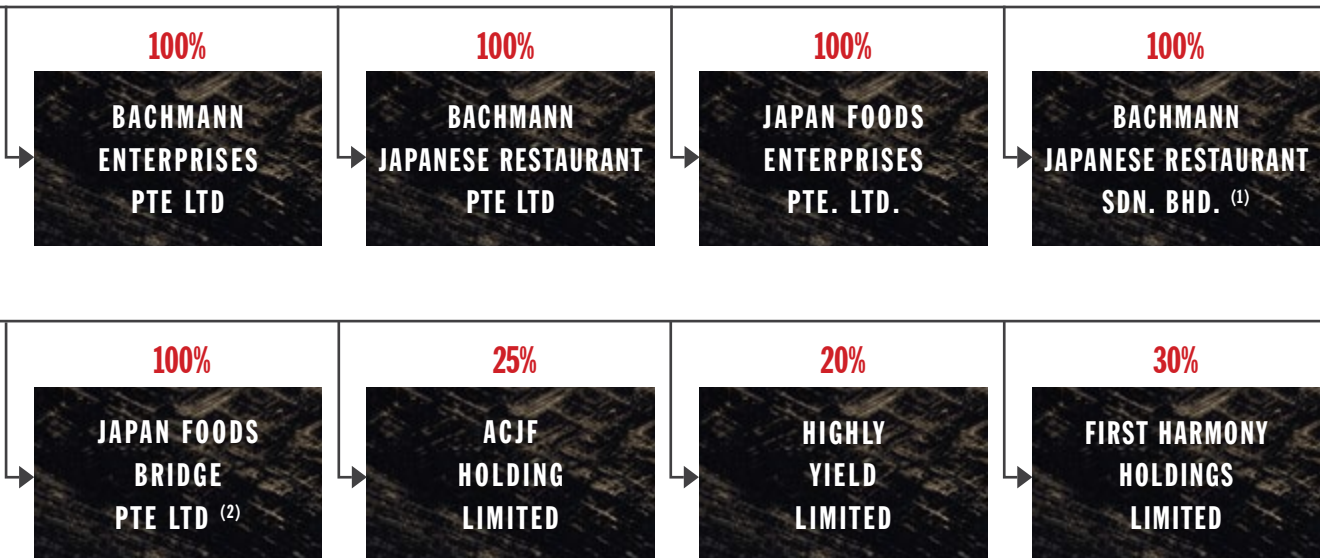 100%
BACHMANN
ENTERPRISES
PTE LTD
100%
BACHMANN
JAPANESE RESTAURANT
PTE LTD
100%
JAPAN FOODS
ENTERPRISES
PTE. LTD.
100%
BACHMANN
JAPANESE RESTAURANT
SDN. BHD. (1)
100%
JAPAN FOODS
BRIDGE
PTE LTD (2)
25%
ACJF
HOLDING
LIMITED
20%
HIGHLY
YIELD
LIMITED
30%
FIRST HARMONY
HOLDINGS
LIMITED